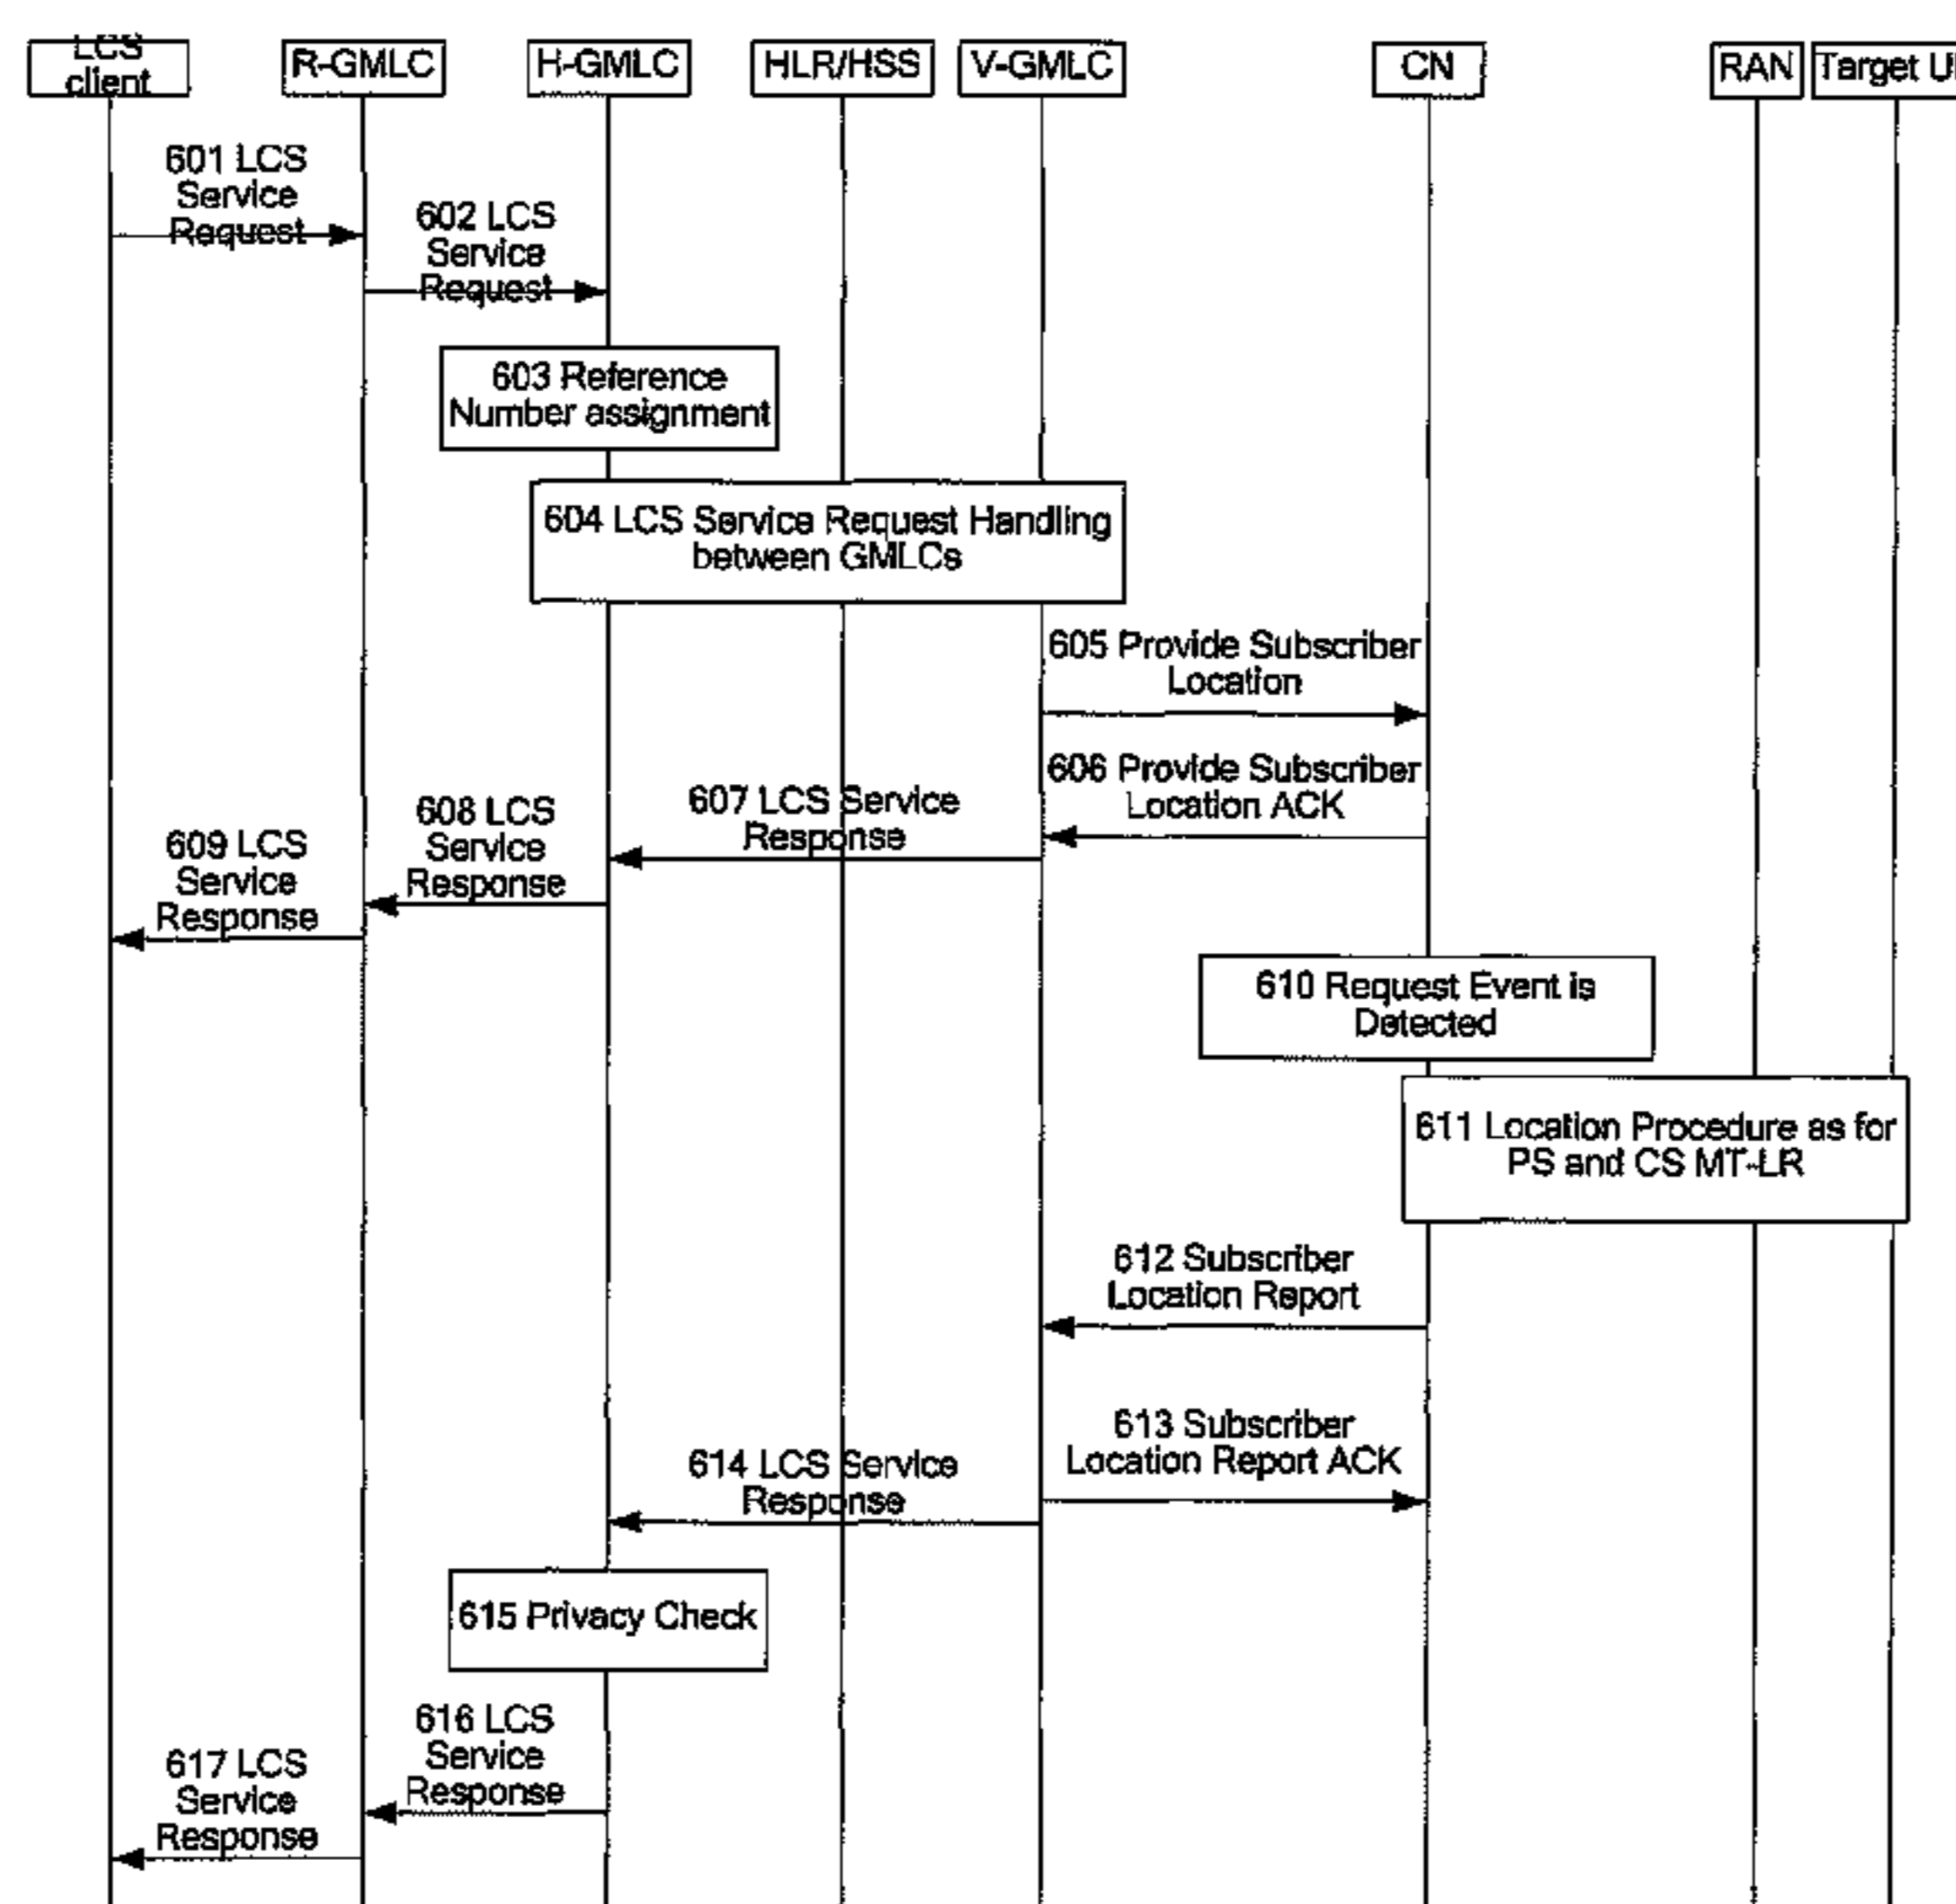 LCS
client
R-GMLC
H-GMLC
HLR/HSS
V-GMLC
CN
RAN
Target U
601 LCS
Service
Request
602 LCS
Service
Request
603 Reference
Number assignment
604 LCS Service Request Handling
between GMLCs
605 Provide Subscriber
Location
606 Provide Subscriber
Location ACK
607 LCS Service
Response
608 LCS
Service
Response
609 LCS
Service
Response
610 Request Event is
Detected
611 Location Procedure as for
PS and CS MT-LR
612 Subscriber
Location Report
613 Subscriber
Location Report ACK
614 LCS Service
Response
615 Privacy Check
616 LCS
Service
Response
617 LCS
Service
Response